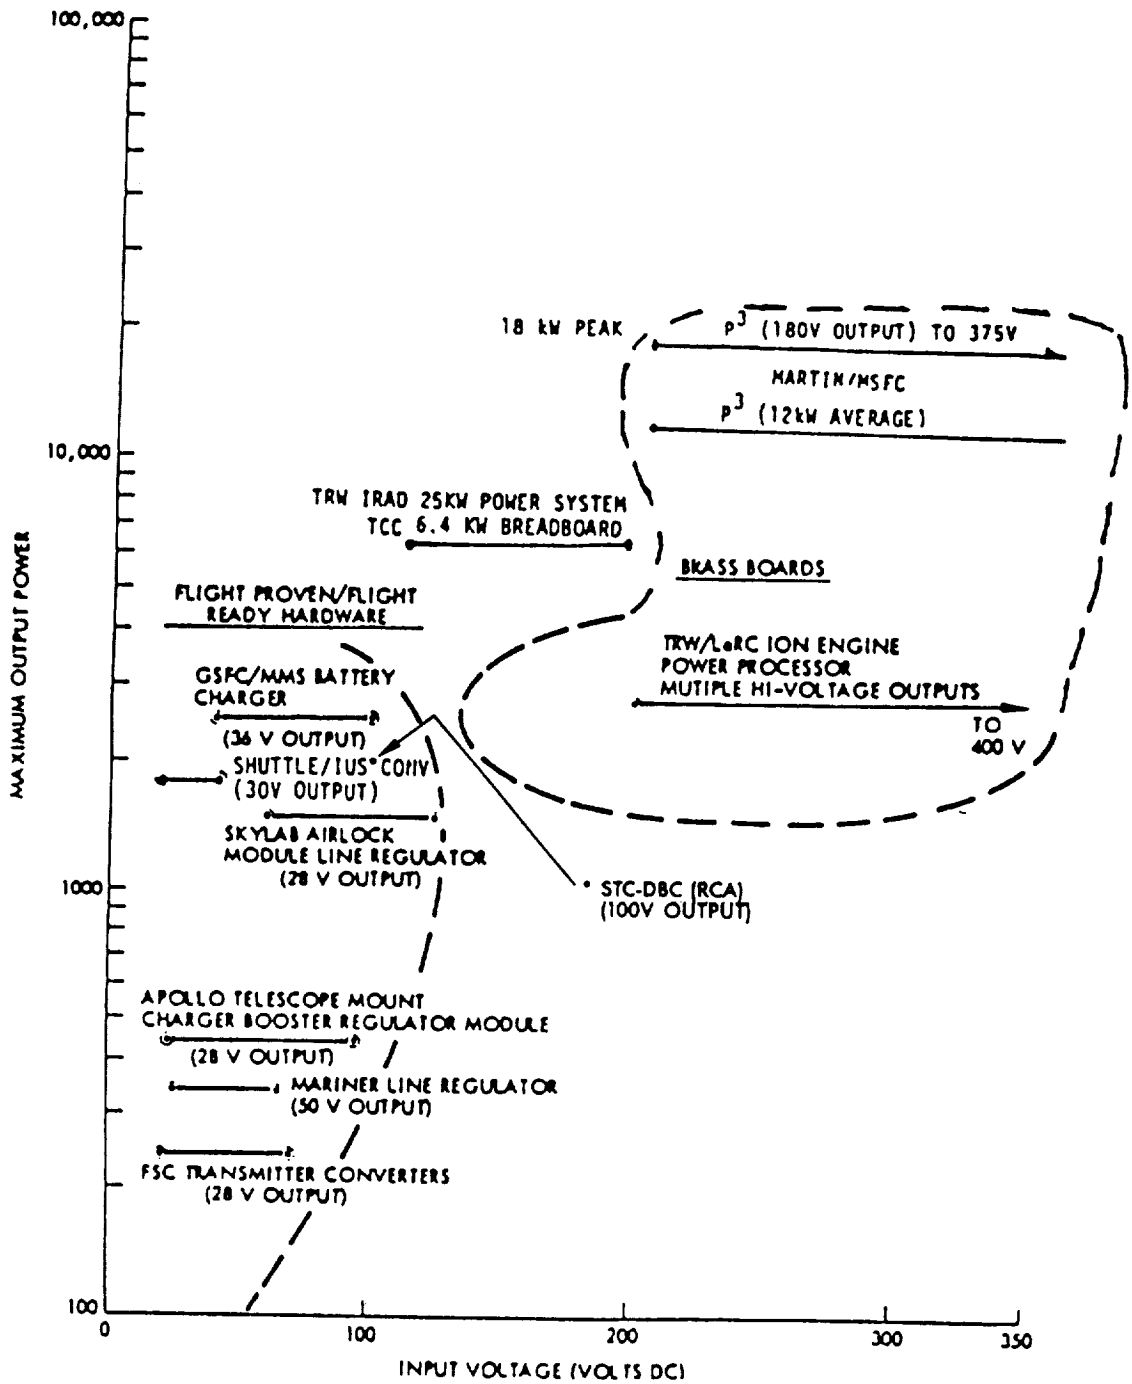 100,000
18 kW PEAK
P3 (180V OUTPUT) TO 375V
MARTIN/MSFC
P3 (12kW AVERAGE)
10,000
TRW IRAD 25KW POWER SYSTEM
TCC 6.4 KW BREADBOARD
BRASS BOARDS
FLIGHT PROVEN/FLIGHT
READY HARDWARE
TRW/LeRC ION ENGINE
POWER PROCESSOR
MUTIPLE HI-VOLTAGE OUTPUTS
TO
400 V
GSFC/MMS BATTERY
CHARGER
(36 V OUTPUT)
SHUTTLE/IUS CONV
(30V OUTPUT)
SKYLAB AIRLOCK
MODULE LINE REGULATOR
(28 V OUTPUT)
1000
STC-DBC (RCA)
(100V OUTPUT)
APOLLO TELESCOPE MOUNT
CHARGER BOOSTER REGULATOR MODULE
(28 V OUTPUT)
MARINER LINE REGULATOR
(50 V OUTPUT)
FSC TRANSMITTER CONVERTERS
(28 V OUTPUT)
100
0
100
200
300
350
MAXIMUM OUTPUT POWER
INPUT VOLTAGE (VOLTS DC)